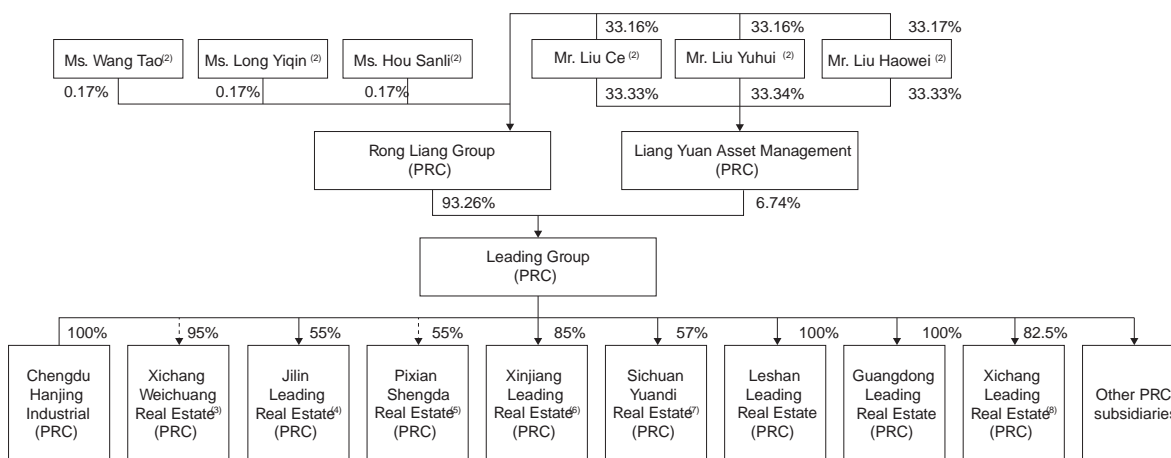 33.16% 33.16% 33.17%
Ms. Wang Tao(2) Ms. Long Yiqin (2) Ms. Hou Sanli(2) Mr. Liu Ce (2) Mr. Liu Yuhui (2) Mr. Liu Haowei (2)
0.17% 0.17% 0.17% 33.33% 33.34% 33.33%
Rong Liang Group
(PRC)
Liang Yuan Asset Management
(PRC)
93.26% 6.74%
Leading Group
(PRC)
100% 95% 55% 55% 85% 57% 100% 100% 82.5%
Chengdu
Hanjing
Industrial
(PRC)
Xichang
Weichuang
Real Estate(3)
(PRC)
Jilin
Leading
Real Estate(4)
(PRC)
Pixian
Shengda
Real Estate(5)
(PRC)
Xinjiang
Leading
Real Estate(6)
(PRC)
Sichuan
Yuandi
Real Estate(7)
(PRC)
Leshan
Leading
Real Estate
(PRC)
Guangdong
Leading
Real Estate
(PRC)
Xichang
Leading
Real Estate(8)
(PRC)
Other PRC
subsidiaries